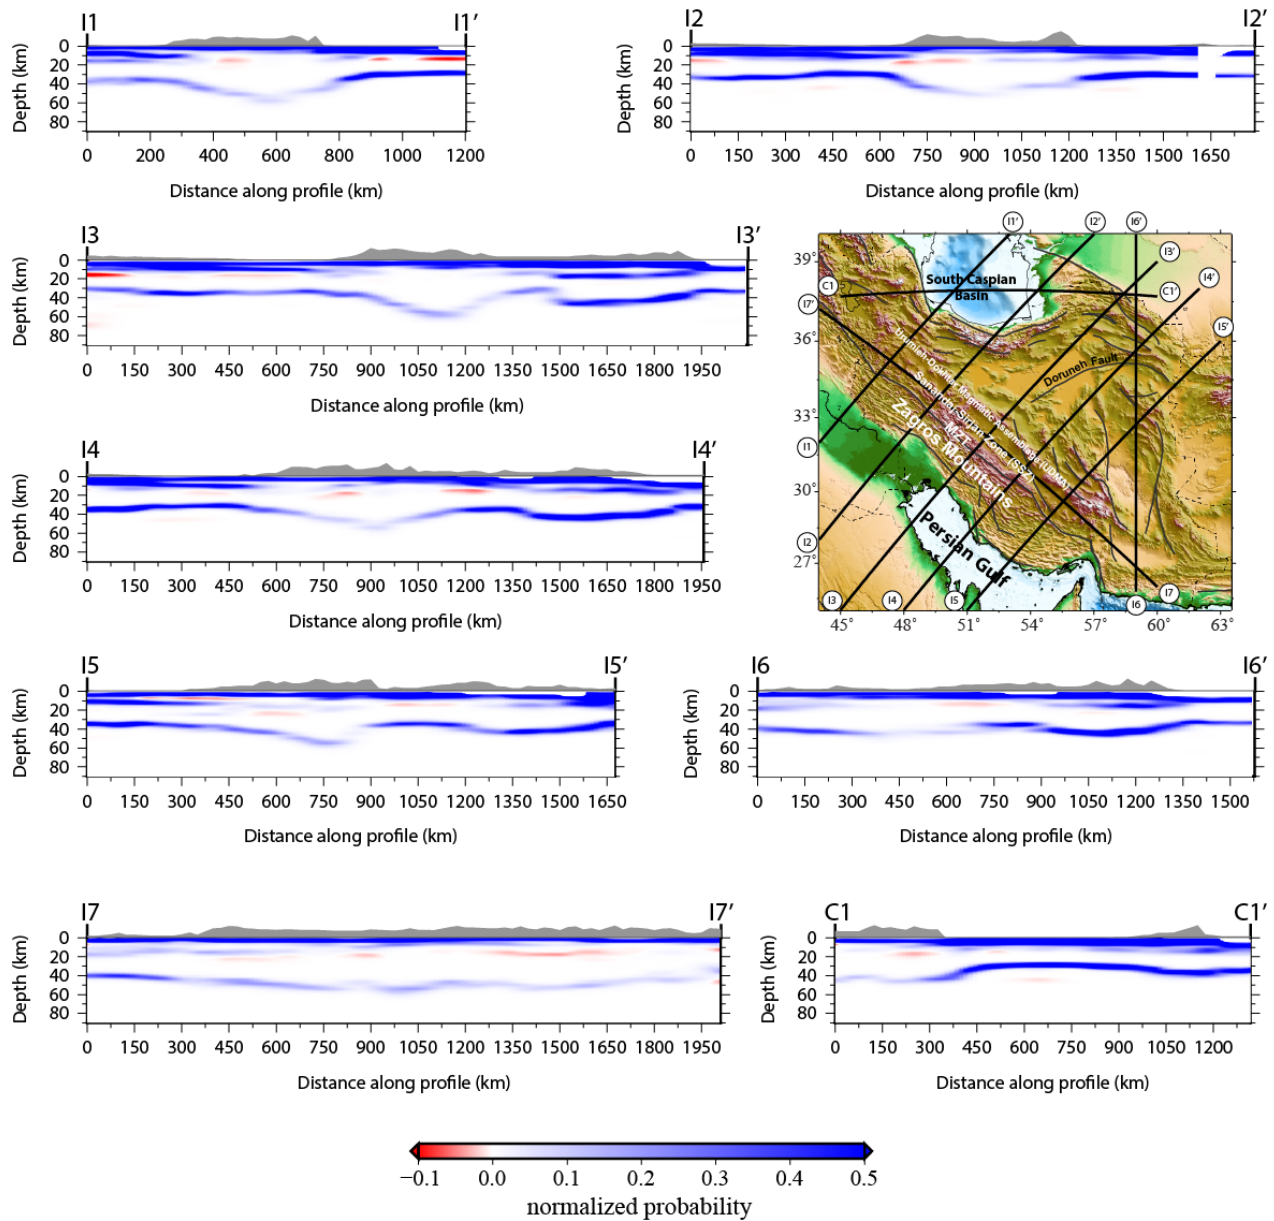 I1 I1′
Depth (km)
0
20
40
60
80
0 200 400 600 800 1000 1200
Distance along profile (km)
I2 I2′
Depth (km)
0
20
40
60
80
0 150 300 450 600 750 900 1050 1200 1350 1500 1650
Distance along profile (km)
I3 I3′
Depth (km)
0
20
40
60
80
0 150 300 450 600 750 900 1050 1200 1350 1500 1650 1800 1950
Distance along profile (km)
I4 I4′
Depth (km)
0
20
40
60
80
0 150 300 450 600 750 900 1050 1200 1350 1500 1650 1800 1950
Distance along profile (km)
I1′ I2′ I6′
39°
I3′
South Caspian
Basin
C1
C1′
I4′
I7′
I5′
36°
Urumieh-Dokhtar Magmatic Assemblage (UDMA)
Doruneh Fault
Sanandaj-Sirjan Zone (SSZ)
MZT
Zagros Mountains
33°
I1
30°
Persian Gulf
I2
27°
I3 I4 I5 I6 I7
45° 48° 51° 54° 57° 60° 63°
I5 I5′
Depth (km)
0
20
40
60
80
0 150 300 450 600 750 900 1050 1200 1350 1500 1650
Distance along profile (km)
I6 I6′
Depth (km)
0
20
40
60
80
0 150 300 450 600 750 900 1050 1200 1350 1500
Distance along profile (km)
I7 I7′
Depth (km)
0
20
40
60
80
0 150 300 450 600 750 900 1050 1200 1350 1500 1650 1800 1950
Distance along profile (km)
C1 C1′
Depth (km)
0
20
40
60
80
0 150 300 450 600 750 900 1050 1200
Distance along profile (km)
−0.1 0.0 0.1 0.2 0.3 0.4 0.5
normalized probability